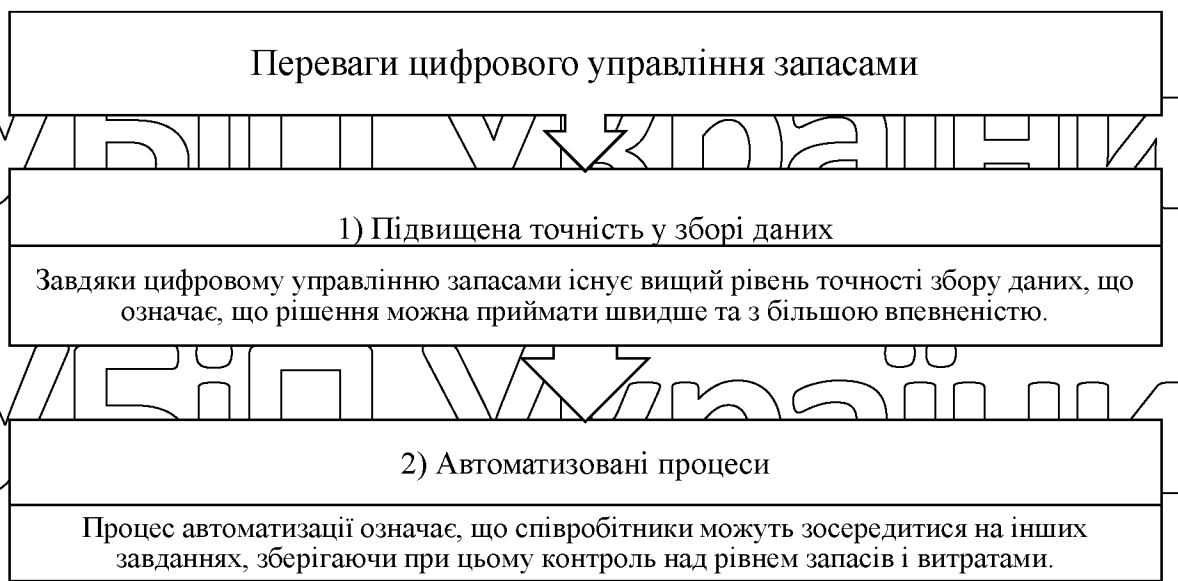 Переваги цифрового управління запасами
1) Підвищена точність у зборі даних
Завдяки цифровому управлінню запасами існує вищий рівень точності збору даних, що
означає, що рішення можна приймати швидше та з більшою впевненістю.
2) Автоматизовані процеси
Процес автоматизації означає, що співробітники можуть зосередитися на інших
завданнях, зберігаючи при цьому контроль над рівнем запасів і витратами.